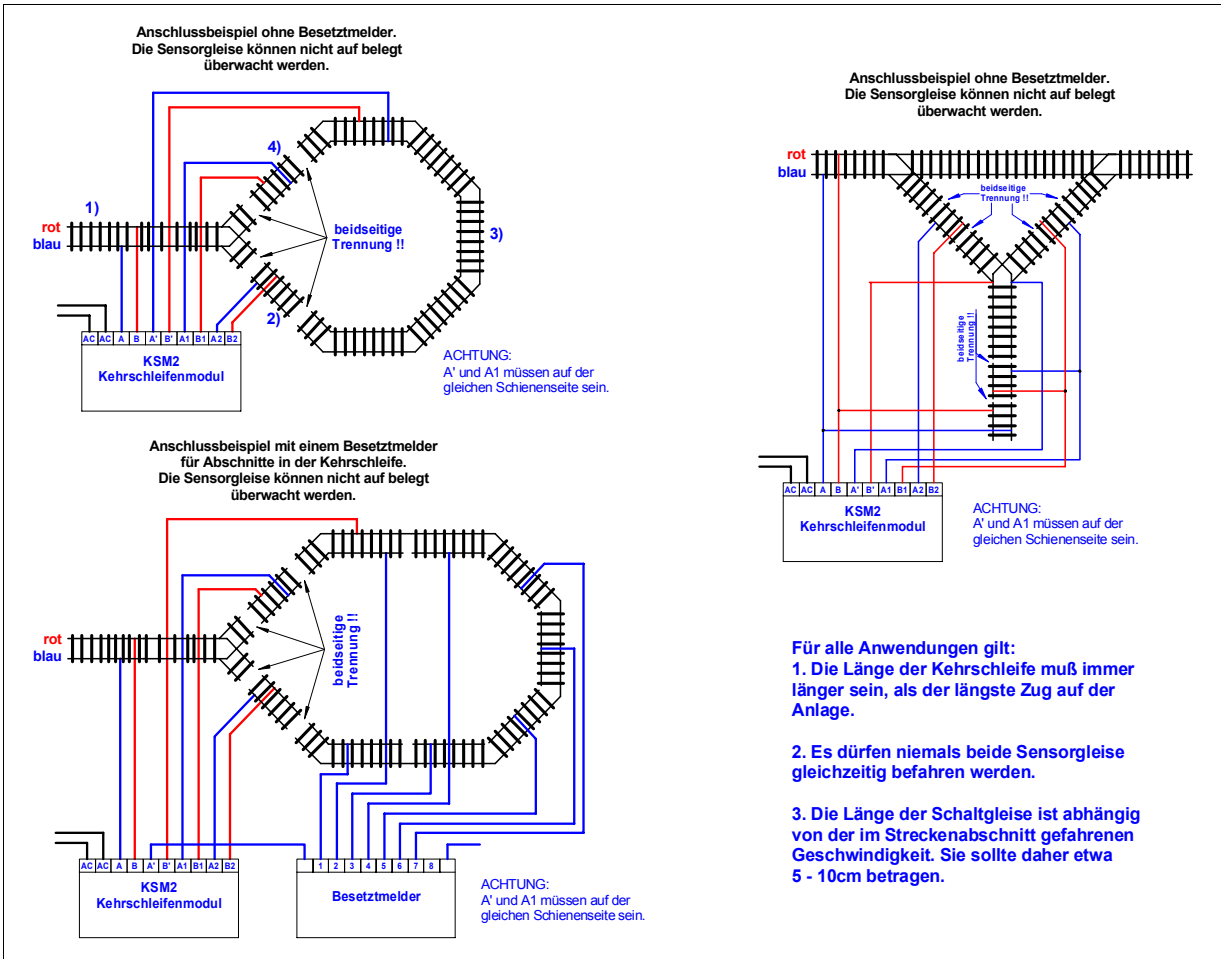 Anschlussbeispiel ohne Besetztmelder.
Die Sensorgleise können nicht auf belegt
überwacht werden.
4)
1)
rot
blau
beidseitige
Trennung !!
3)
2)
AC AC A B A' B' A1 B1 A2 B2
KSM2
Kehrschleifenmodul
ACHTUNG:
A' und A1 müssen auf der
gleichen Schienenseite sein.
Anschlussbeispiel ohne Besetztmelder.
Die Sensorgleise können nicht auf belegt
überwacht werden.
rot
blau
beidseitige
Trennung !!
beidseitige
Trennung !!
AC AC A B A' B' A1 B1 A2 B2
KSM2
Kehrschleifenmodul
ACHTUNG:
A' und A1 müssen auf der
gleichen Schienenseite sein.
Anschlussbeispiel mit einem Besetztmelder
für Abschnitte in der Kehrschleife.
Die Sensorgleise können nicht auf belegt
überwacht werden.
rot
blau
beidseitige
Trennung !!
AC AC A B A' B' A1 B1 A2 B2
KSM2
Kehrschleifenmodul
1 2 3 4 5 6 7 8
Besetztmelder
ACHTUNG:
A' und A1 müssen auf der
gleichen Schienenseite sein.
Für alle Anwendungen gilt:
1. Die Länge der Kehrschleife muß immer
länger sein, als der längste Zug auf der
Anlage.
2. Es dürfen niemals beide Sensorgleise
gleichzeitig befahren werden.
3. Die Länge der Schaltgleise ist abhängig
von der im Streckenabschnitt gefahrenen
Geschwindigkeit. Sie sollte daher etwa
5 - 10cm betragen.